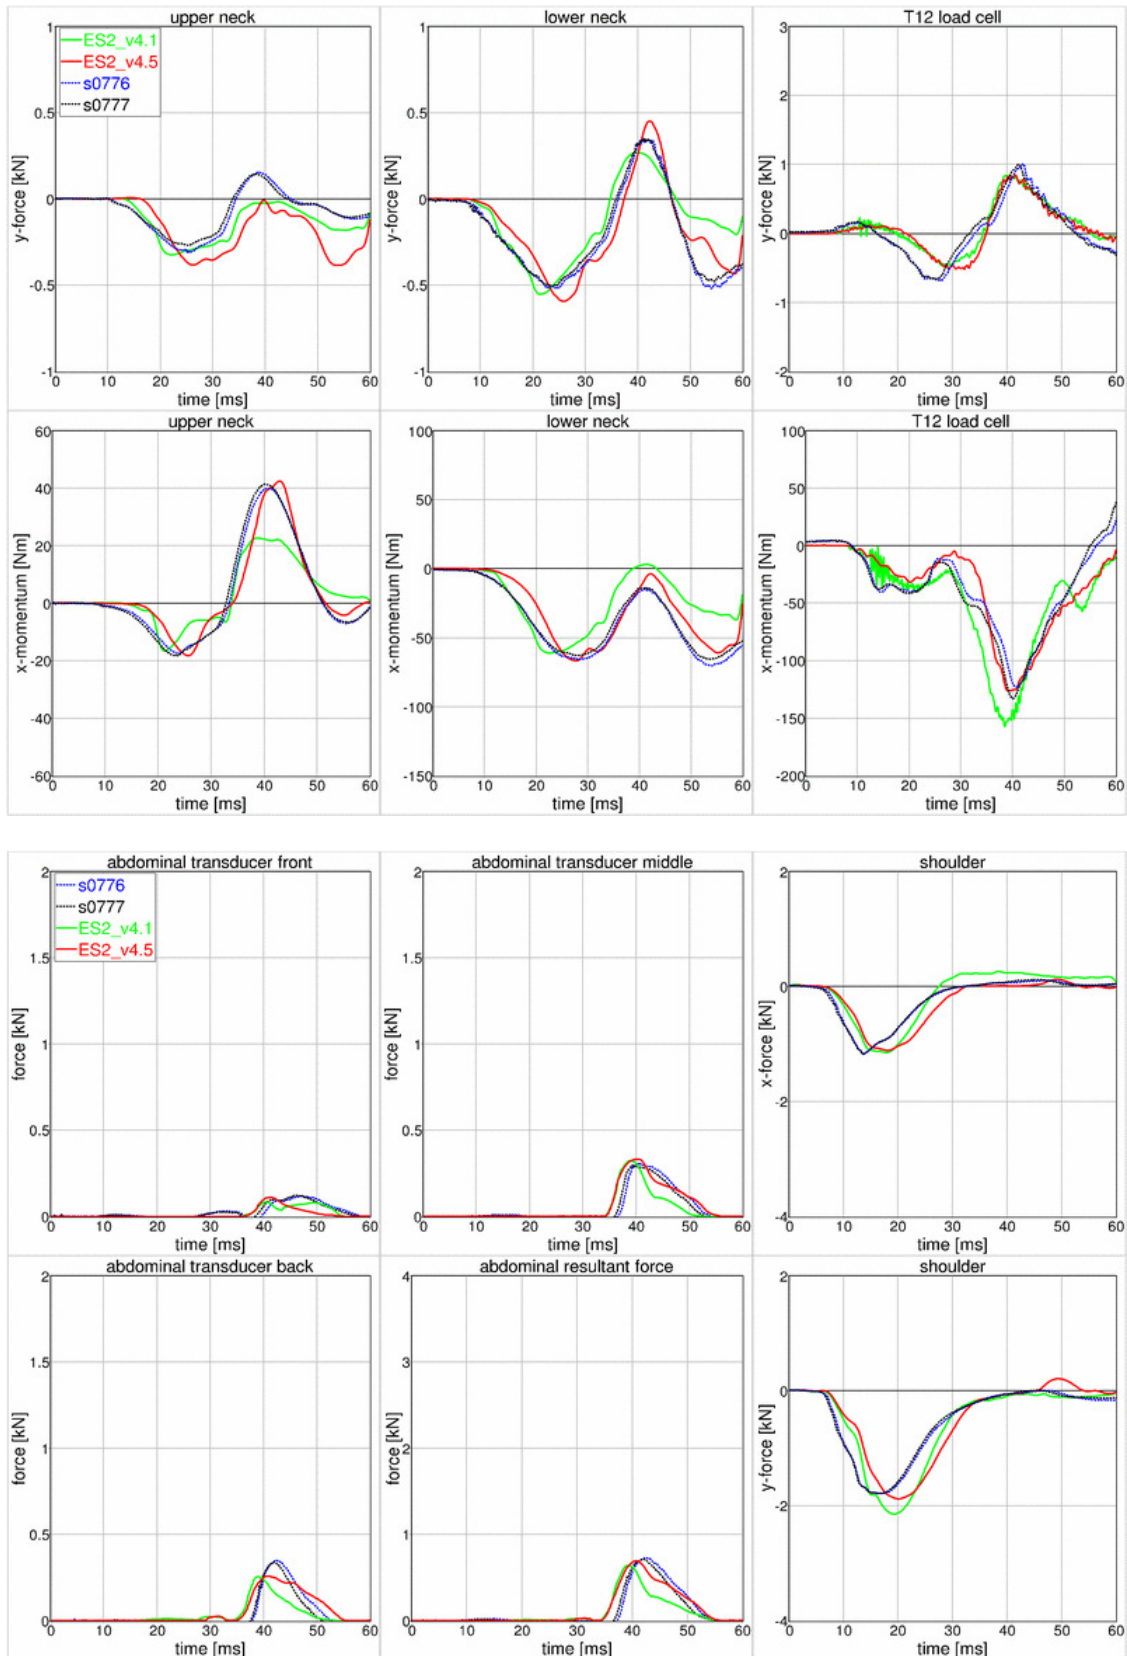 upper neck
lower neck
T12 load cell
ES2_v4.1
ES2_v4.5
s0776
s0777
y-force [kN]
1
0.5
0
-0.5
-1
0 10 20 30 40 50 60
time [ms]
y-force [kN]
1
0.5
0
-0.5
-1
0 10 20 30 40 50 60
time [ms]
y-force [kN]
3
2
1
0
-1
-2
0 10 20 30 40 50 60
time [ms]
upper neck
lower neck
T12 load cell
x-momentum [Nm]
60
40
20
0
-20
-40
-60
0 10 20 30 40 50 60
time [ms]
x-momentum [Nm]
100
50
0
-50
-100
-150
0 10 20 30 40 50 60
time [ms]
x-momentum [Nm]
100
50
0
-50
-100
-150
-200
0 10 20 30 40 50 60
time [ms]
abdominal transducer front
abdominal transducer middle
shoulder
s0776
s0777
ES2_v4.1
ES2_v4.5
force [kN]
2
1.5
1
0.5
0
0 10 20 30 40 50 60
time [ms]
force [kN]
2
1.5
1
0.5
0
0 10 20 30 40 50 60
time [ms]
x-force [kN]
2
0
-2
-4
0 10 20 30 40 50 60
time [ms]
abdominal transducer back
abdominal resultant force
shoulder
force [kN]
2
1.5
1
0.5
0
0 10 20 30 40 50 60
time [ms]
force [kN]
4
3
2
1
0
0 10 20 30 40 50 60
time [ms]
y-force [kN]
2
0
-2
-4
0 10 20 30 40 50 60
time [ms]